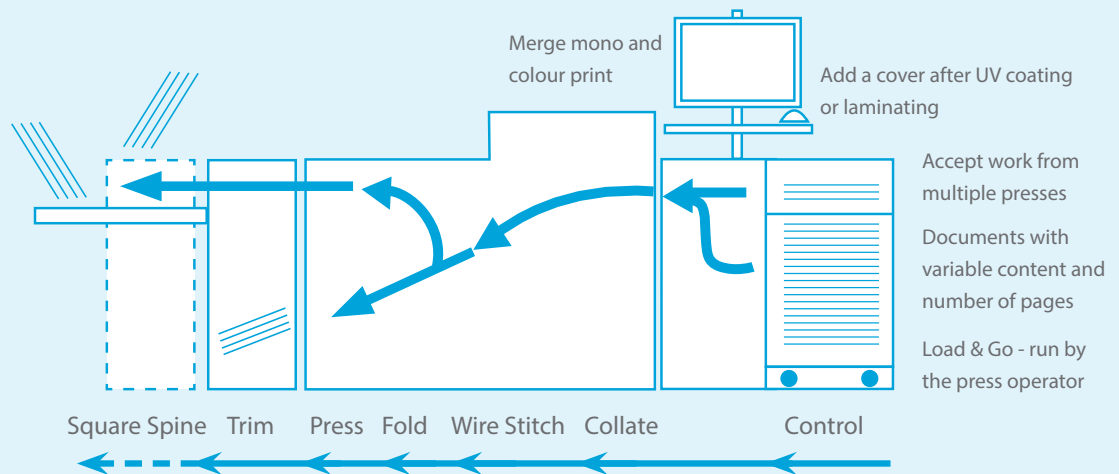 Merge mono and
colour print
Add a cover after UV coating
or laminating
Accept work from
multiple presses
Documents with
variable content and
number of pages
Load & Go - run by
the press operator
Square Spine Trim Press Fold Wire Stitch Collate Control